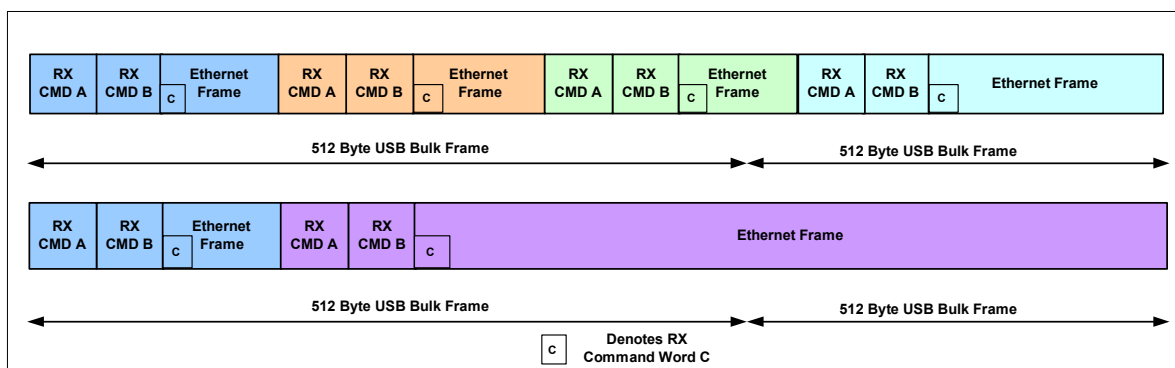 RX CMD A
RX CMD B
C
Ethernet Frame
RX CMD A
RX CMD B
C
Ethernet Frame
RX CMD A
RX CMD B
C
Ethernet Frame
RX CMD A
RX CMD B
C
Ethernet Frame
512 Byte USB Bulk Frame
512 Byte USB Bulk Frame
RX CMD A
RX CMD B
C
Ethernet Frame
RX CMD A
RX CMD B
C
Ethernet Frame
512 Byte USB Bulk Frame
512 Byte USB Bulk Frame
C
Denotes RX
Command Word C